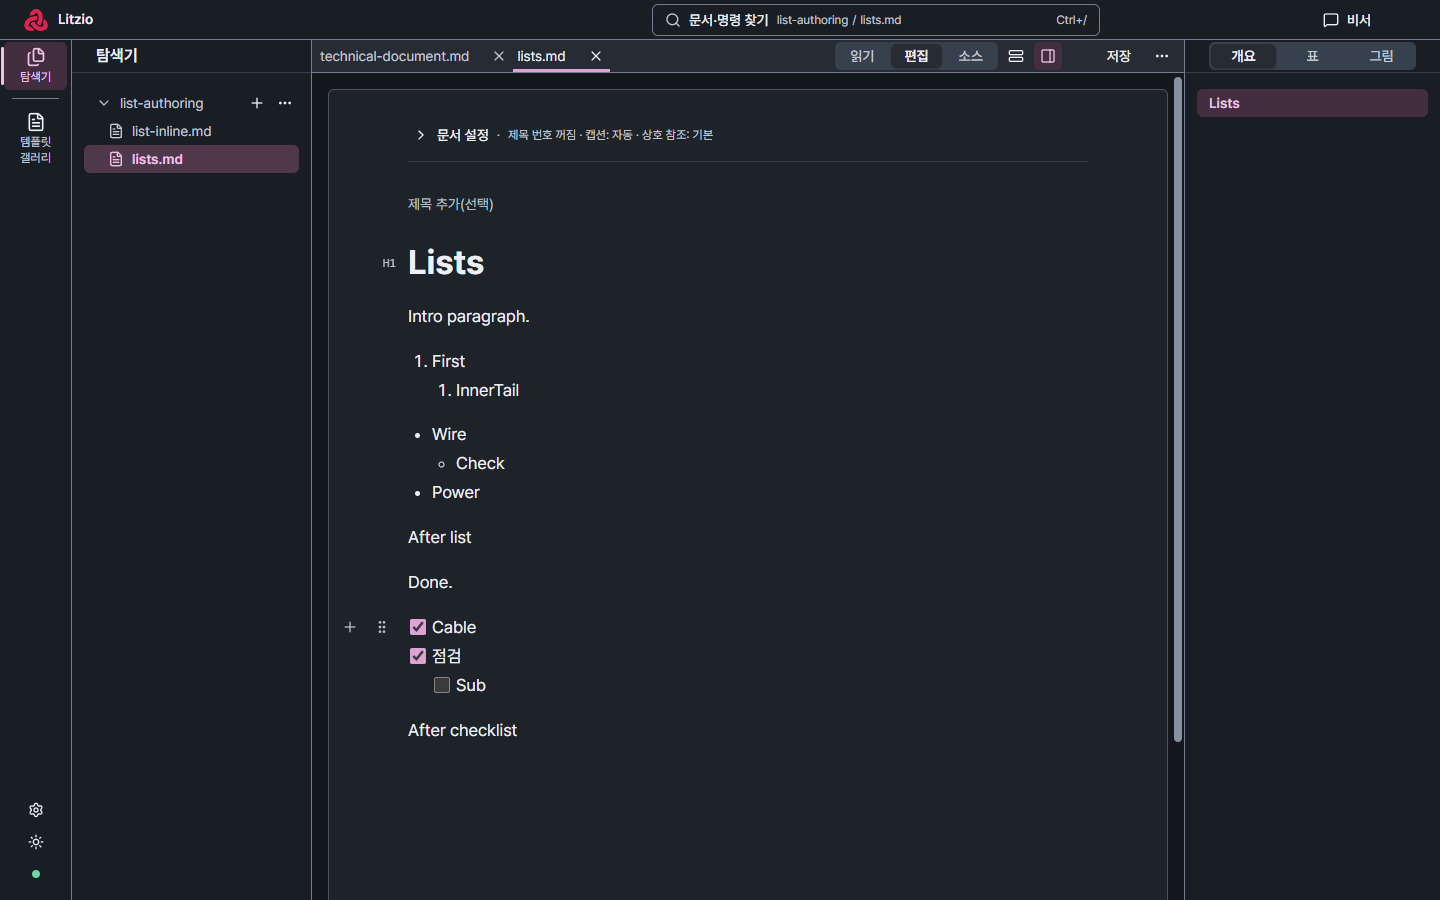 Litzio
문서·명령 찾기 list-authoring / lists.md Ctrl+/
비서
탐색기
템플릿
갤러리
탐색기
list-authoring
list-inline.md
lists.md
technical-document.md
lists.md
읽기 편집 소스
저장
문서 설정 · 제목 번호 꺼짐 · 캡션: 자동 · 상호 참조: 기본
제목 추가(선택)
H1 Lists
Intro paragraph.
1. First
1. InnerTail
• Wire
◦ Check
• Power
After list
Done.
Cable
점검
Sub
After checklist
개요 표 그림
Lists